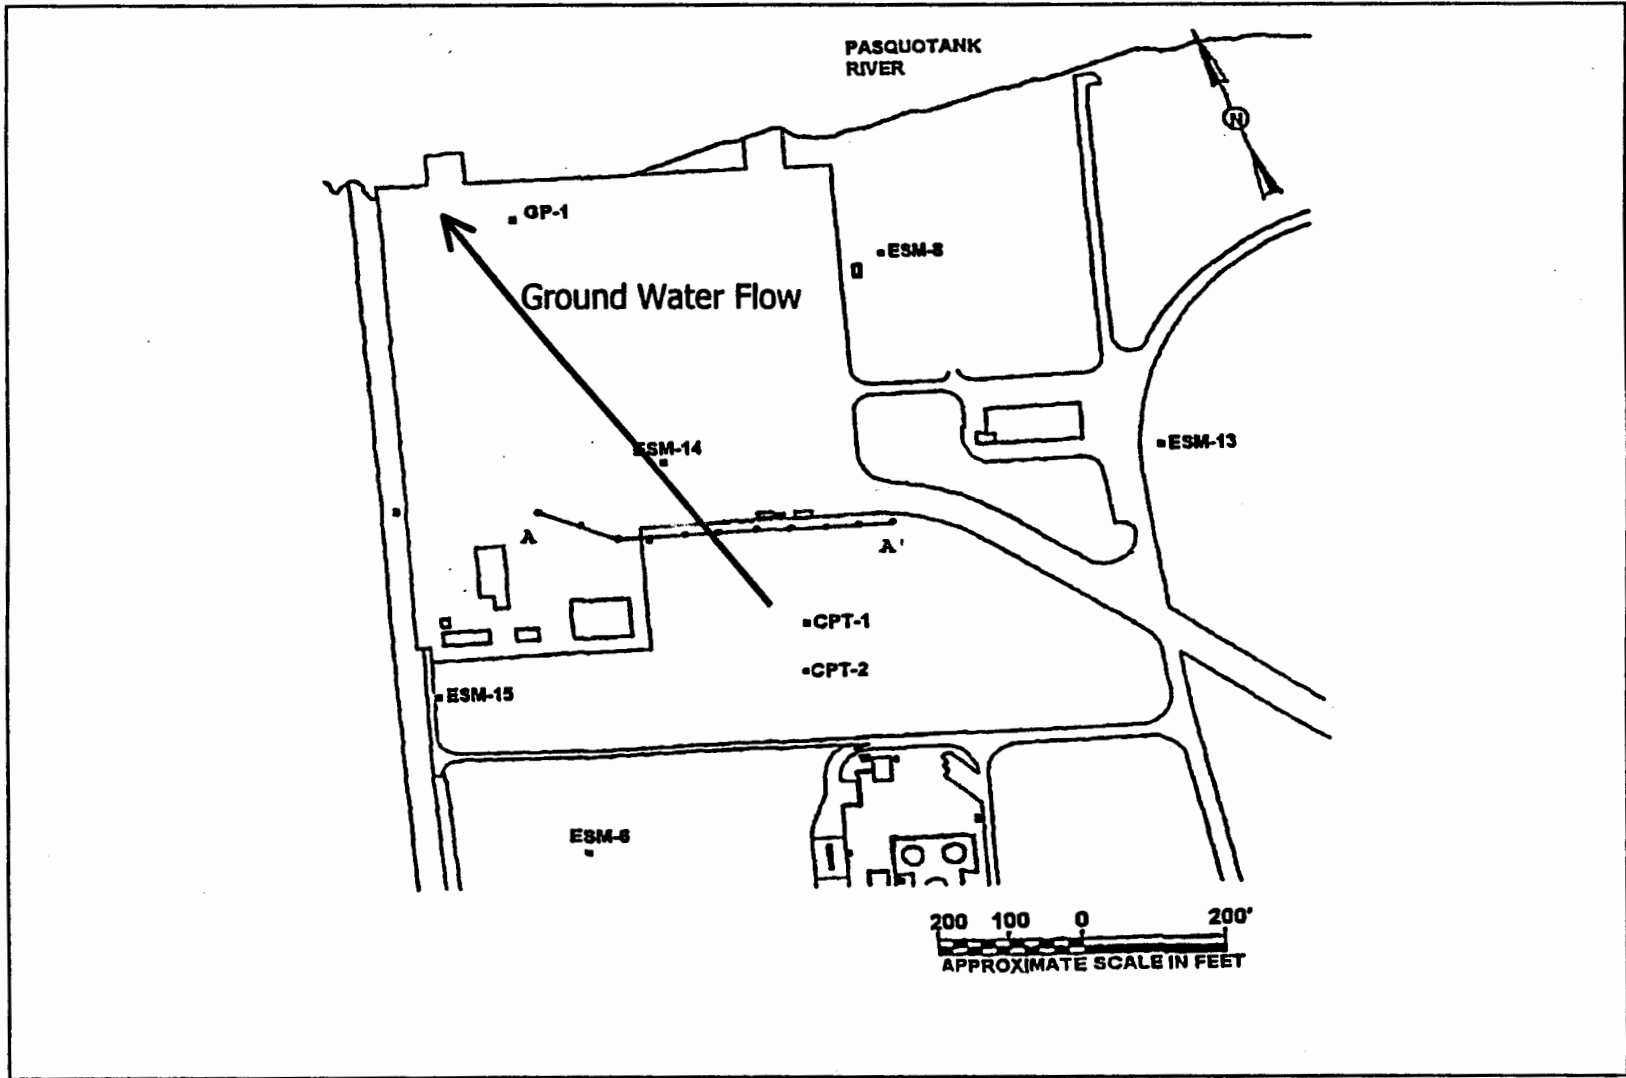 PASQUOTANK
RIVER
N
GP-1
ESM-8
Ground Water Flow
ESM-13
ESM-14
A
A'
CPT-1
CPT-2
ESM-15
ESM-6
200 100 0 200'
APPROXIMATE SCALE IN FEET